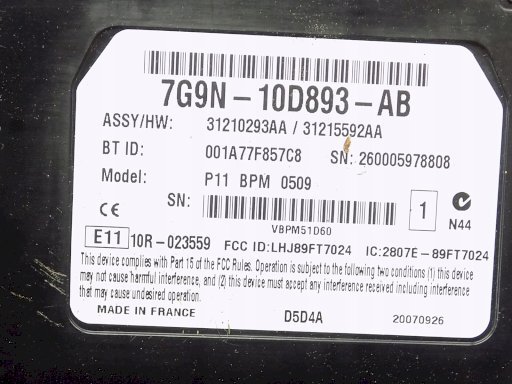 7G9N-10D893-AB
ASSY/HW: 31210293AA / 31215592AA
BT ID: 001A77F857C8 SN: 260005978808
Model: P11 BPM 0509
SN: 1
VBPM51D60
CE N44
E11 10R-023559 FCC ID:LHJ89FT7024 IC:2807E-89FT7024
This device complies with Part 15 of the FCC Rules. Operation is subject to the following two conditions (1) this device
may not cause harmful interference, and (2) this device must accept any interference received including interference
that may cause undesired operation.
MADE IN FRANCE D5D4A 20070926